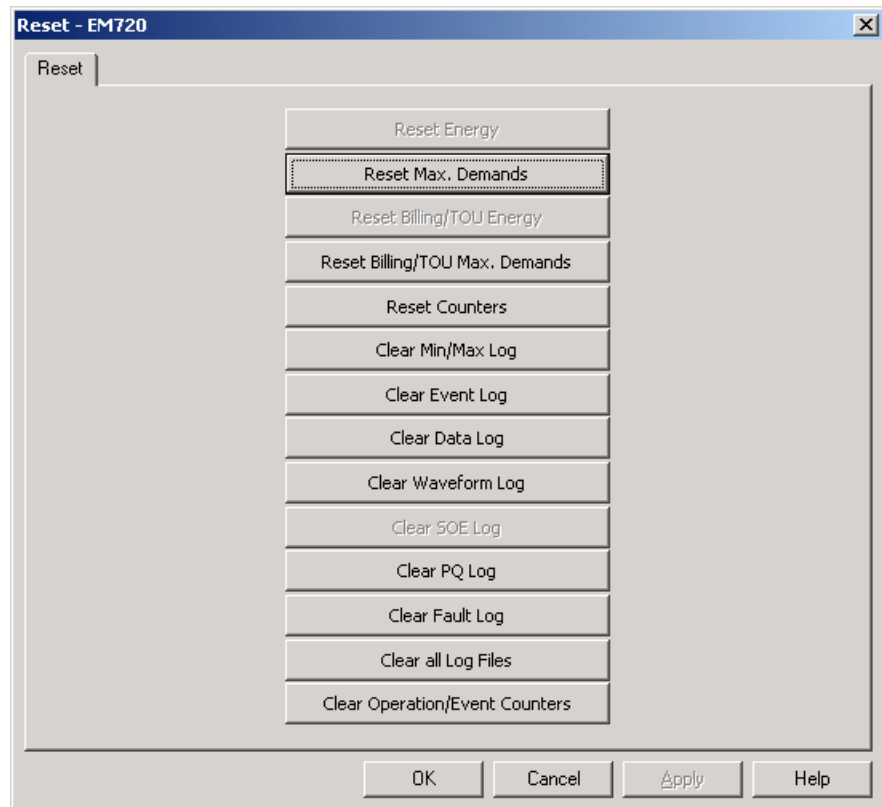 Reset - EM720
Reset
Reset Energy
Reset Max. Demands
Reset Billing/TOU Energy
Reset Billing/TOU Max. Demands
Reset Counters
Clear Min/Max Log
Clear Event Log
Clear Data Log
Clear Waveform Log
Clear SOE Log
Clear PQ Log
Clear Fault Log
Clear all Log Files
Clear Operation/Event Counters
OK Cancel Apply Help